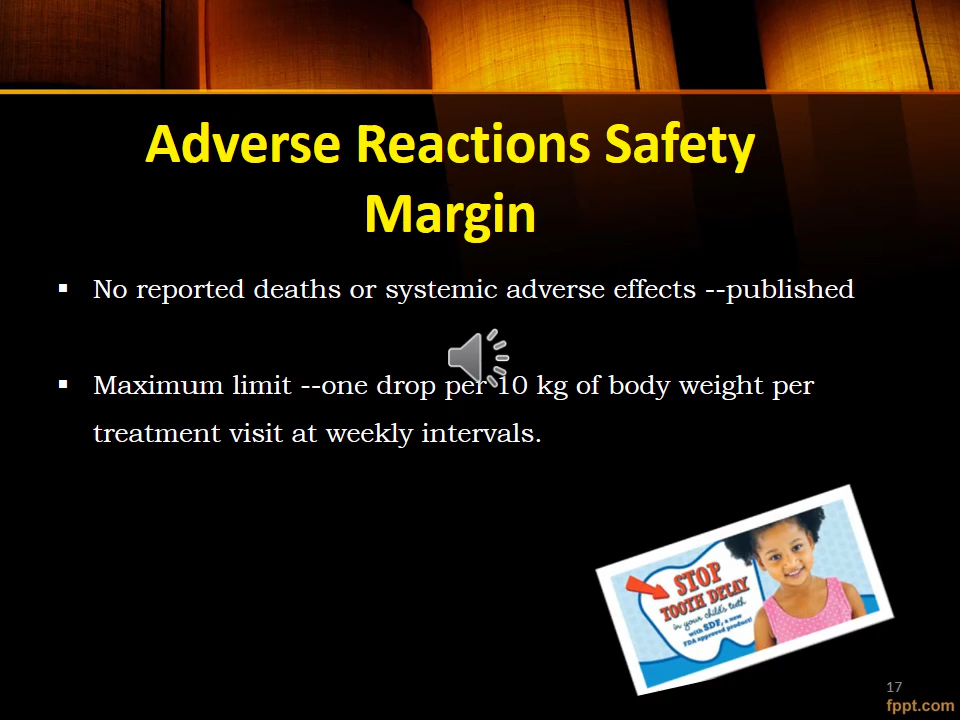 Adverse Reactions Safety
Margin
▪ No reported deaths or systemic adverse effects --published
▪ Maximum limit --one drop per 10 kg of body weight per
treatment visit at weekly intervals.
STOP
TOOTH DECAY
in your child's teeth
with SDF, a new
FDA approved product!
17
fppt.com